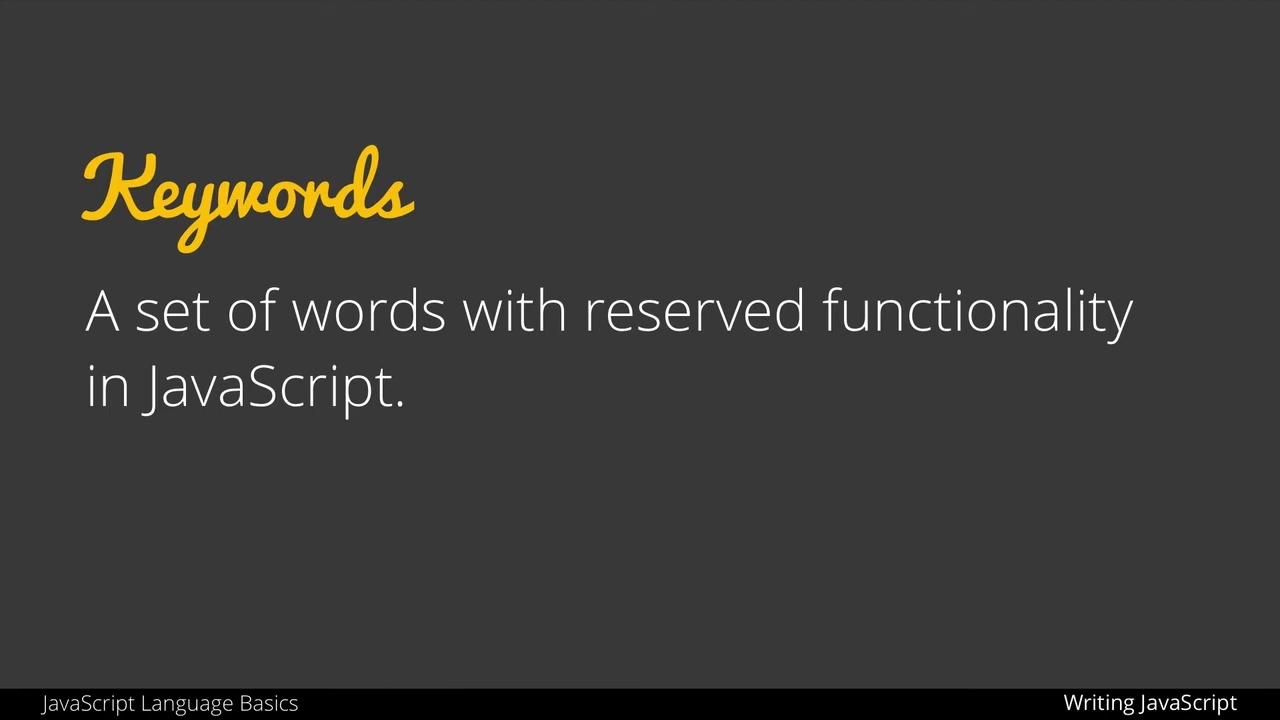 Keywords
A set of words with reserved functionality
in JavaScript.
JavaScript Language Basics
Writing JavaScript